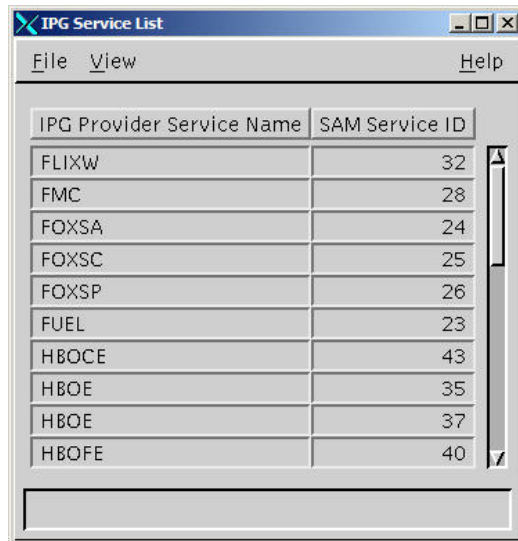 IPG Service List
File View Help
IPG Provider Service Name SAM Service ID
FLIXW 32
FMC 28
FOXSA 24
FOXSC 25
FOXSP 26
FUEL 23
HBOCE 43
HBOE 35
HBOE 37
HBOFE 40